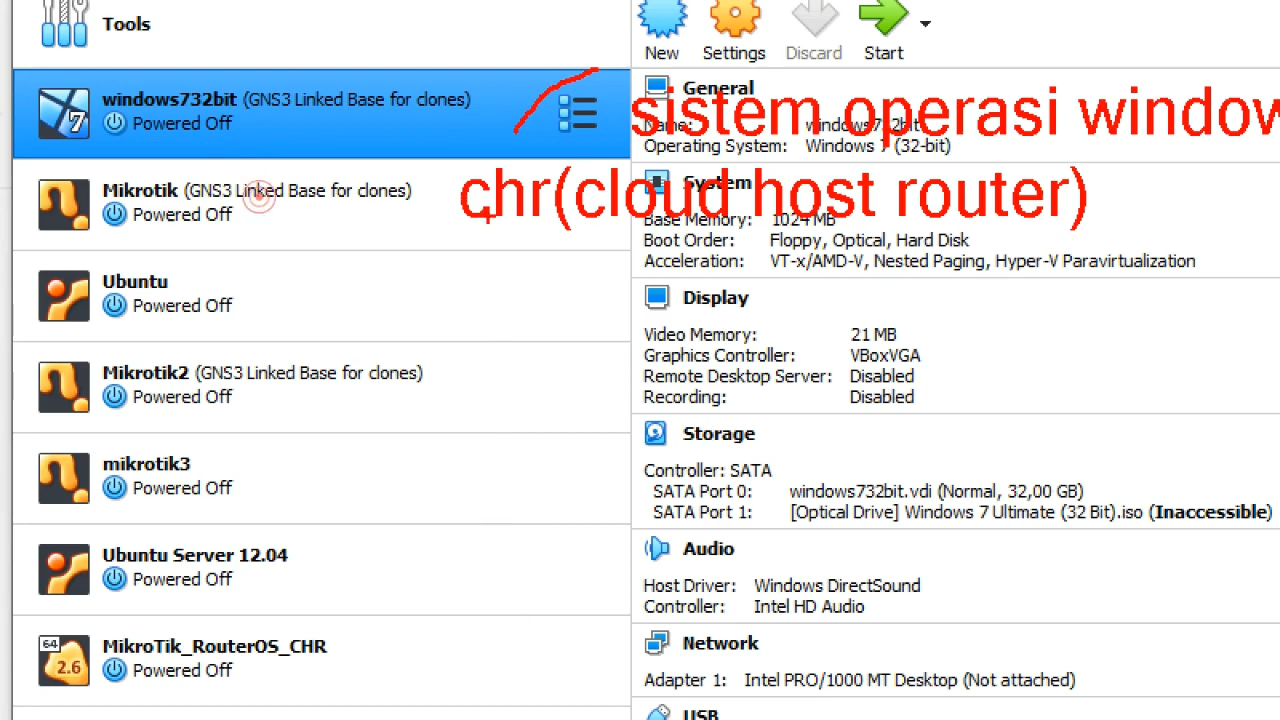 Tools
New Settings Discard Start
windows732bit (GNS3 Linked Base for clones)
Powered Off
Mikrotik (GNS3 Linked Base for clones)
Powered Off
Ubuntu
Powered Off
Mikrotik2 (GNS3 Linked Base for clones)
Powered Off
mikrotik3
Powered Off
Ubuntu Server 12.04
Powered Off
64
2.6
MikroTik_RouterOS_CHR
Powered Off
sistem operasi window
chr(cloud host router)
General
Name: windows732bit
Operating System: Windows 7 (32-bit)
System
Base Memory: 1024 MB
Boot Order: Floppy, Optical, Hard Disk
Acceleration: VT-x/AMD-V, Nested Paging, Hyper-V Paravirtualization
Display
Video Memory: 21 MB
Graphics Controller: VBoxVGA
Remote Desktop Server: Disabled
Recording: Disabled
Storage
Controller: SATA
SATA Port 0: windows732bit.vdi (Normal, 32,00 GB)
SATA Port 1: [Optical Drive] Windows 7 Ultimate (32 Bit).iso (Inaccessible)
Audio
Host Driver: Windows DirectSound
Controller: Intel HD Audio
Network
Adapter 1: Intel PRO/1000 MT Desktop (Not attached)
USB